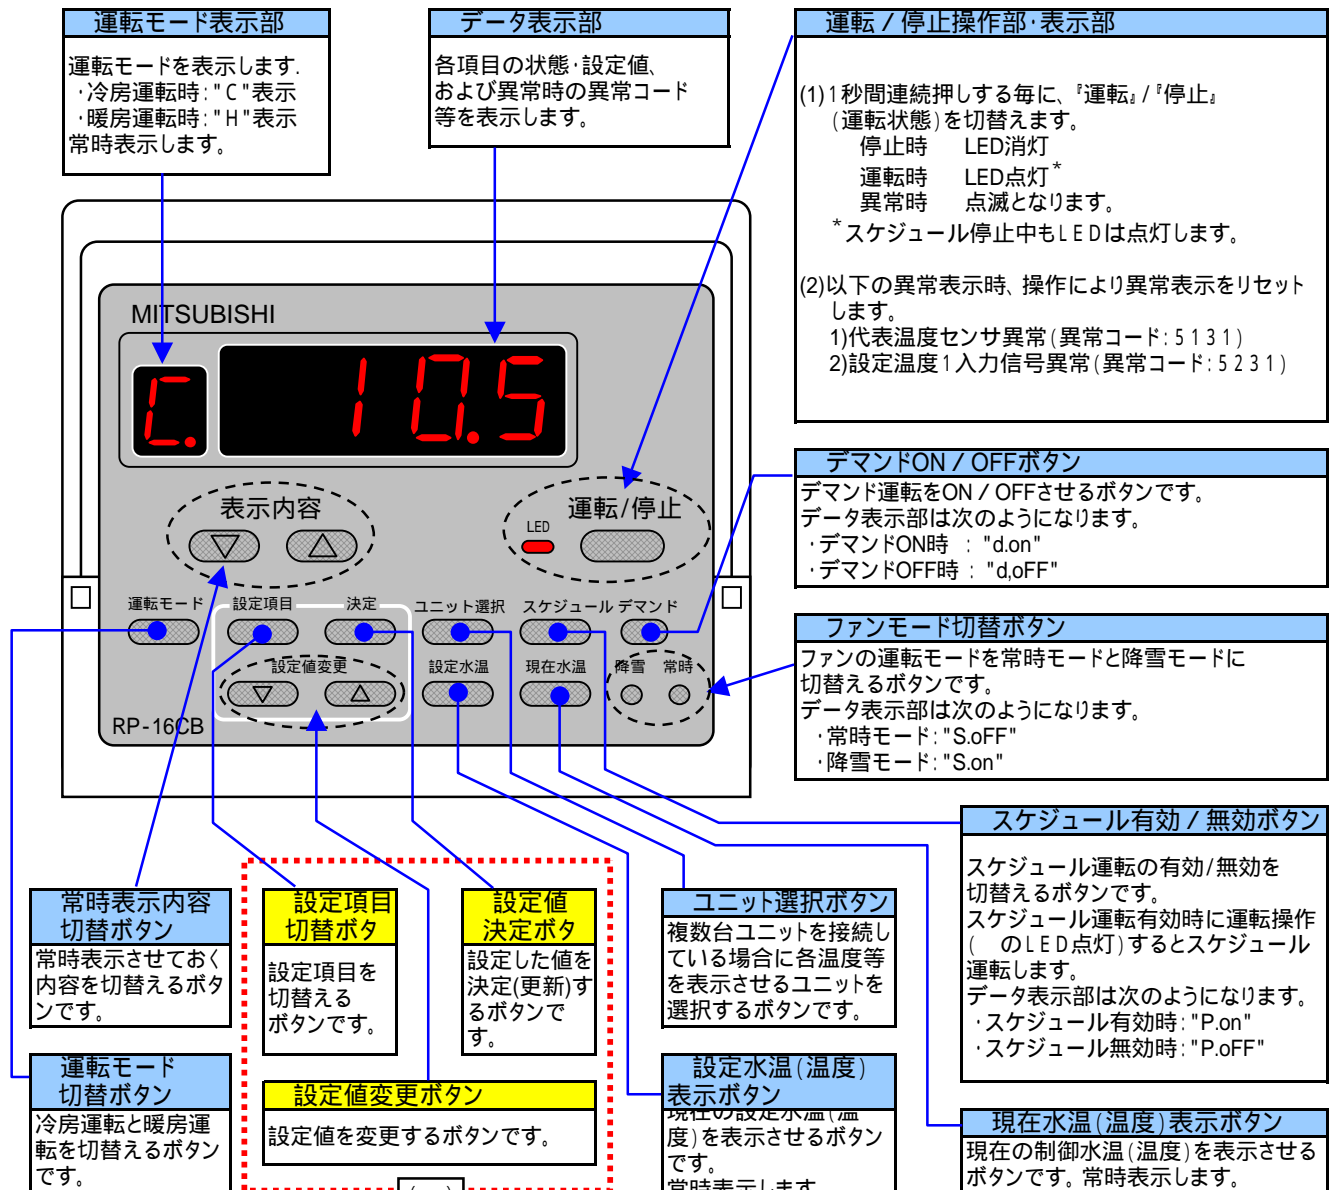 運転モード表示部
運転モードを表示します.
・冷房運転時:"C"表示
・暖房運転時:"H"表示
常時表示します。
データ表示部
各項目の状態・設定値、
および異常時の異常コード
等を表示します。
運転／停止操作部・表示部
(1)1秒間連続押しする毎に、『運転』/『停止』
(運転状態)を切替えます。
停止時 LED消灯
運転時 LED点灯*
異常時 点滅となります。
*スケジュール停止中もLEDは点灯します。
(2)以下の異常表示時、操作により異常表示をリセット
します。
1)代表温度センサ異常(異常コード:5131)
2)設定温度1入力信号異常(異常コード:5231)
MITSUBISHI
C. 10.5
表示内容
LED
運転/停止
運転モード 設定項目 決定 ユニット選択 スケジュール デマンド
設定値変更 設定水温 現在水温 降雪 常時
RP-16CB
デマンドON／OFFボタン
デマンド運転をON／OFFさせるボタンです。
データ表示部は次のようになります。
・デマンドON時 : "d.on"
・デマンドOFF時 : "d,oFF"
ファンモード切替ボタン
ファンの運転モードを常時モードと降雪モードに
切替えるボタンです。
データ表示部は次のようになります。
・常時モード:"S.oFF"
・降雪モード:"S.on"
スケジュール有効／無効ボタン
スケジュール運転の有効/無効を
切替えるボタンです。
スケジュール運転有効時に運転操作
( のLED点灯)するとスケジュール
運転します。
データ表示部は次のようになります。
・スケジュール有効時:"P.on"
・スケジュール無効時:"P.oFF"
常時表示内容
切替ボタン
常時表示させておく
内容を切替えるボタ
ンです。
設定項目
切替ボタ
設定項目を
切替える
ボタンです。
設定値
決定ボタ
設定した値を
決定(更新)す
るボタンで
す。
ユニット選択ボタン
複数台ユニットを接続し
ている場合に各温度等
を表示させるユニットを
選択するボタンです。
運転モード
切替ボタン
冷房運転と暖房運
転を切替えるボタン
です。
設定値変更ボタン
設定値を変更するボタンです。
設定水温(温度)
表示ボタン
現在の設定水温(温
度)を表示させるボタン
です。
常時表示します
現在水温(温度)表示ボタン
現在の制御水温(温度)を表示させる
ボタンです。常時表示します。